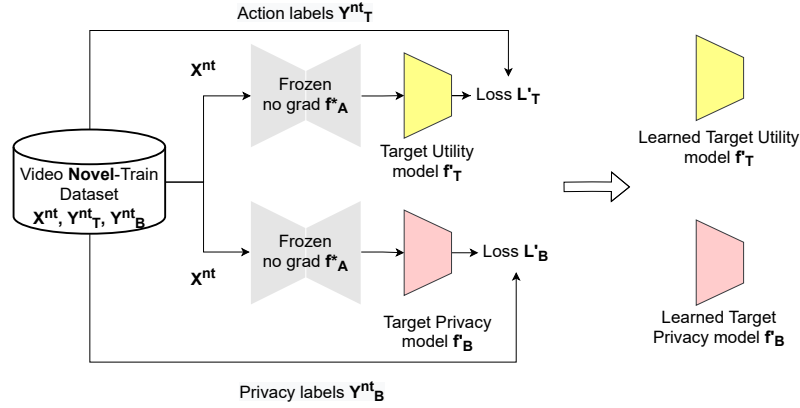 Action labels Y^nt_T
X^nt
Frozen
no grad f*_A
Loss L'_T
Target Utility
model f'_T
Video Novel-Train
Dataset
X^nt, Y^nt_T, Y^nt_B
X^nt
Frozen
no grad f*_A
Loss L'_B
Target Privacy
model f'_B
Privacy labels Y^nt_B
Learned Target Utility
model f'_T
Learned Target
Privacy model f'_B